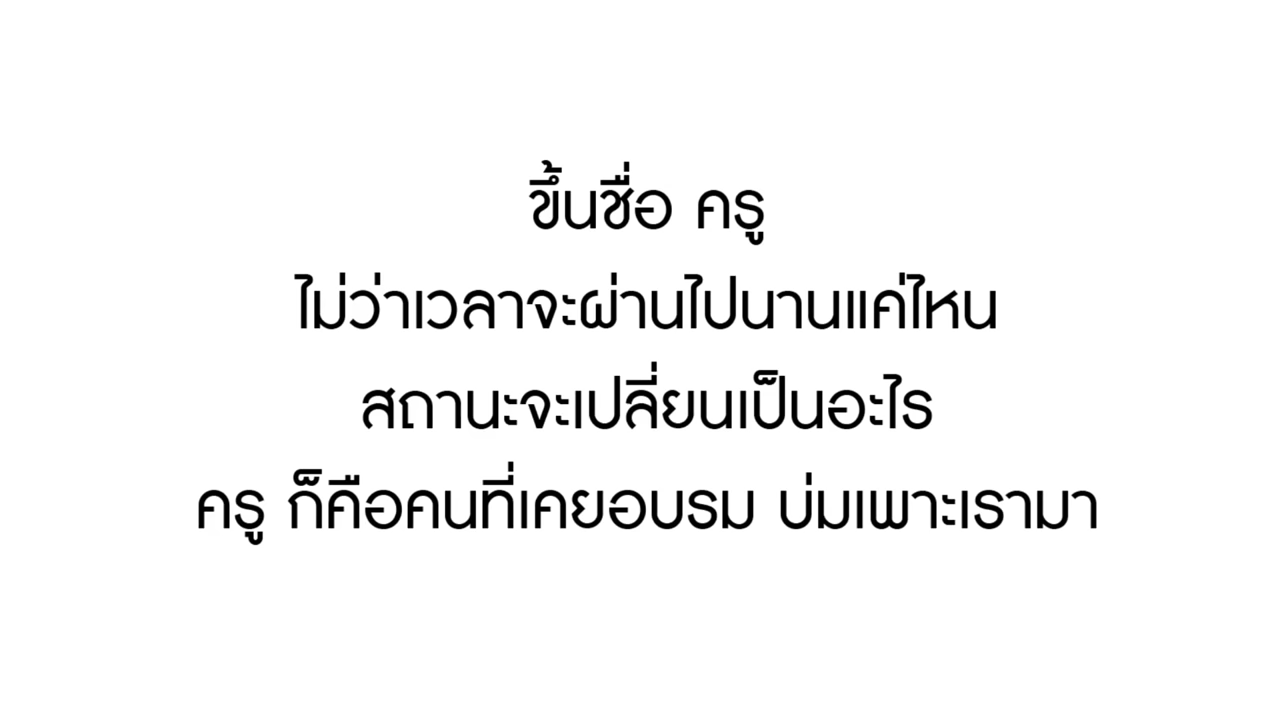 ขึ้นชื่อ ครู
ไม่ว่าเวลาจะผ่านไปนานแค่ไหน
สถานะจะเปลี่ยนเป็นอะไร
ครู ก็คือคนที่เคยอบรม บ่มเพาะเรามา